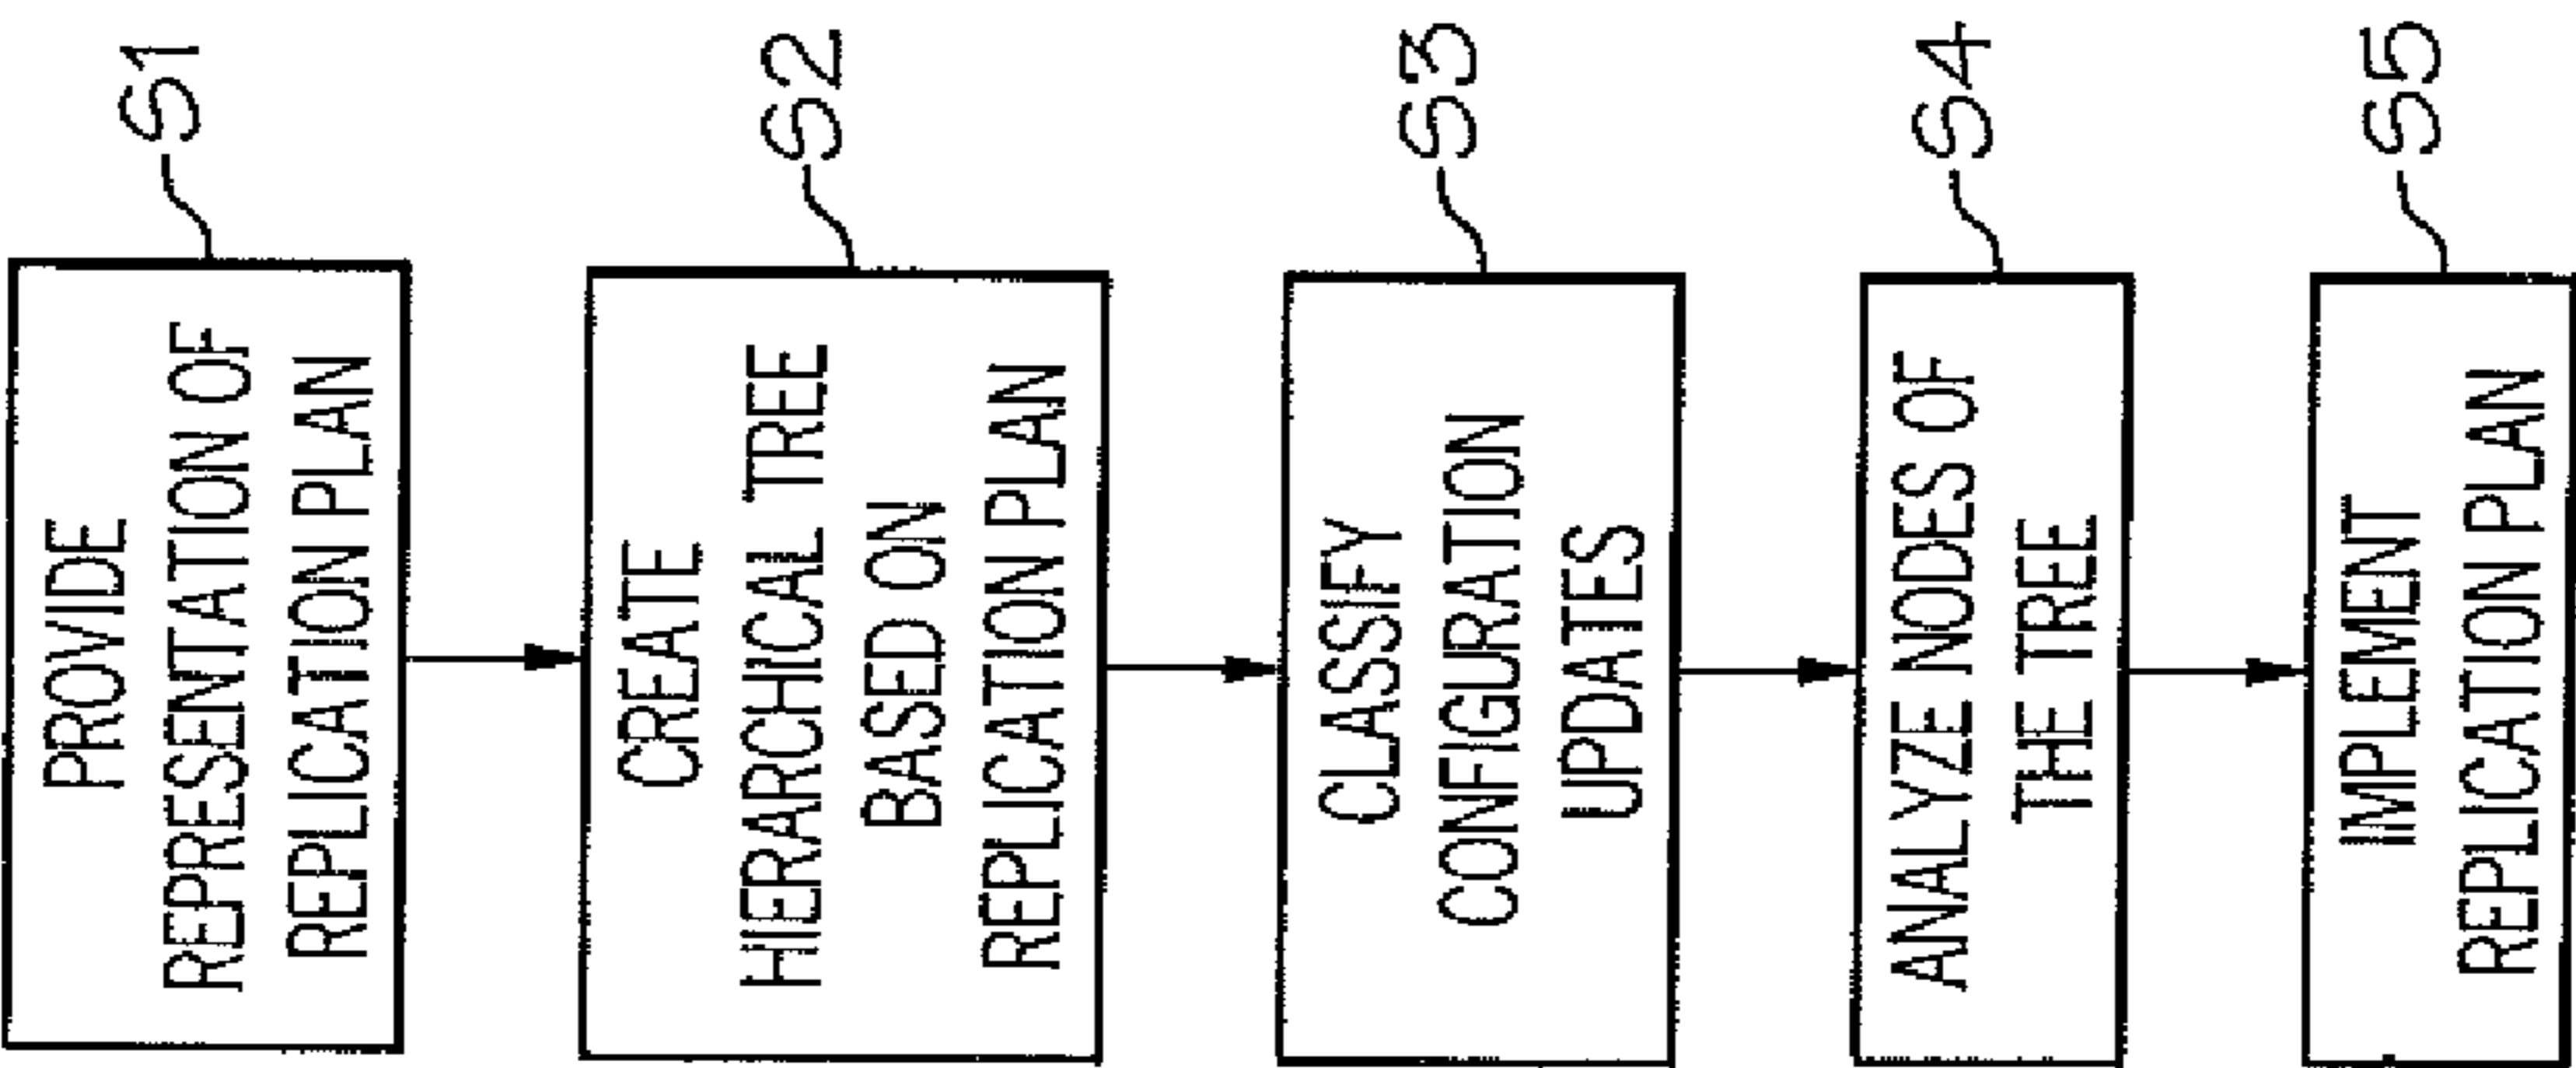 PROVIDE
REPRESENTATION OF
REPLICATION PLAN
S1
CREATE
HIERARCHICAL TREE
BASED ON
REPLICATION PLAN
S2
CLASSIFY
CONFIGURATION
UPDATES
S3
ANALYZE NODES OF
THE TREE
S4
IMPLEMENT
REPLICATION PLAN
S5